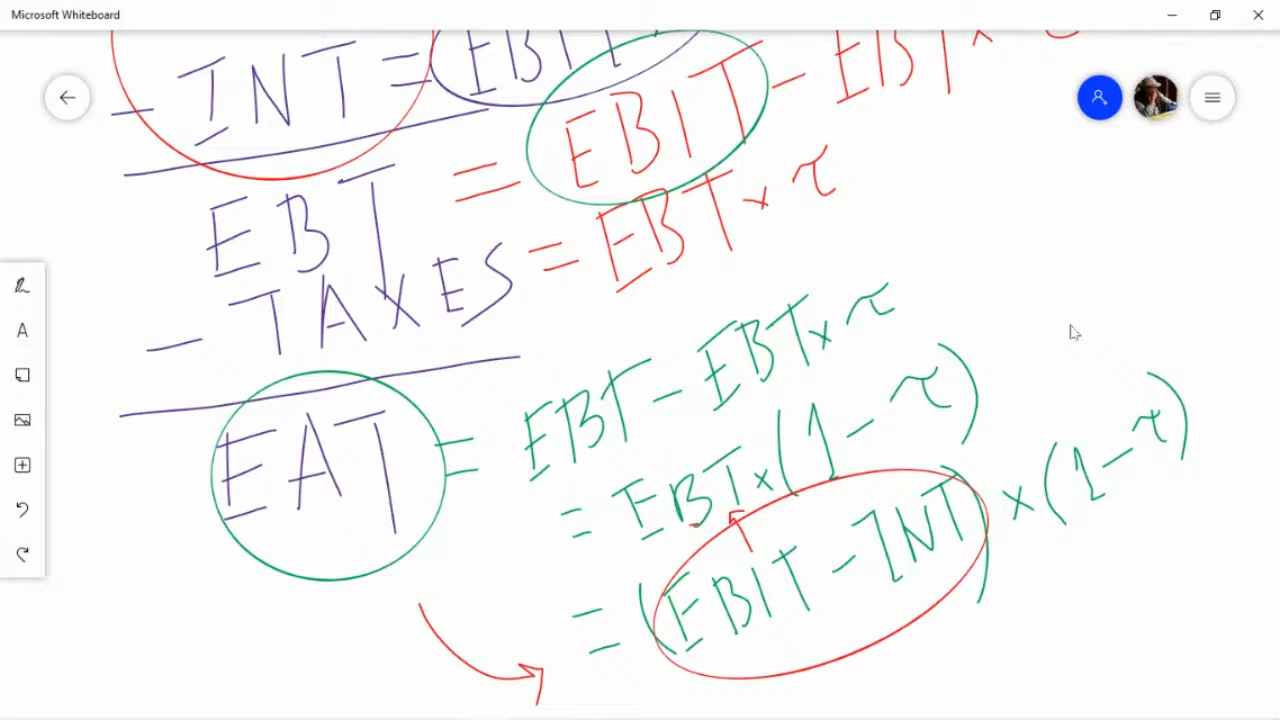 Microsoft Whiteboard
- INT = EBIT
EBT = EBIT - EBT × τ
- TAXES = EBT × τ
EAT = EBT - EBT × τ
= EBT × (1 - τ)
= (EBIT - INT) × (1 - τ)
A